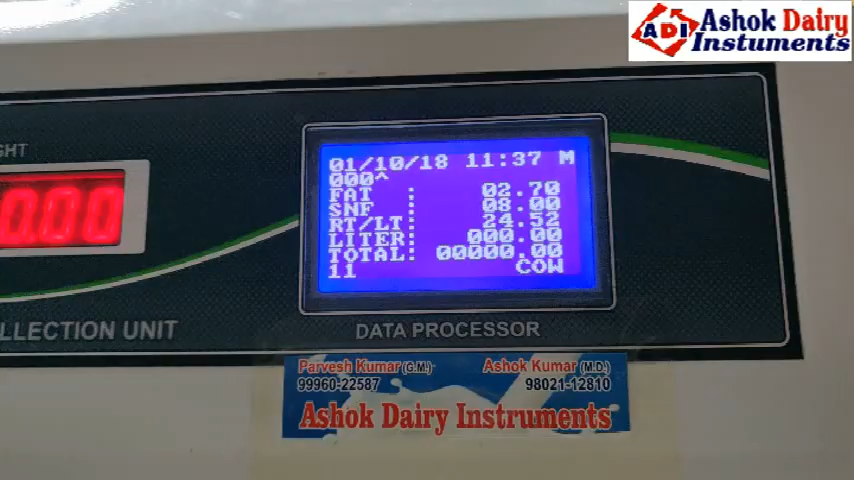 ADI Ashok Dairy
Instuments
0.00
01/10/18 11:37 M
000^
FAT : 02.70
SNF : 08.00
RT/LT: 24.52
LITER: 000.00
TOTAL: 00000.00
11 COW
DATA PROCESSOR
UNIT
Parvesh Kumar (G.M.) Ashok Kumar (M.D.)
99960-22587 98021-12810
Ashok Dairy Instruments